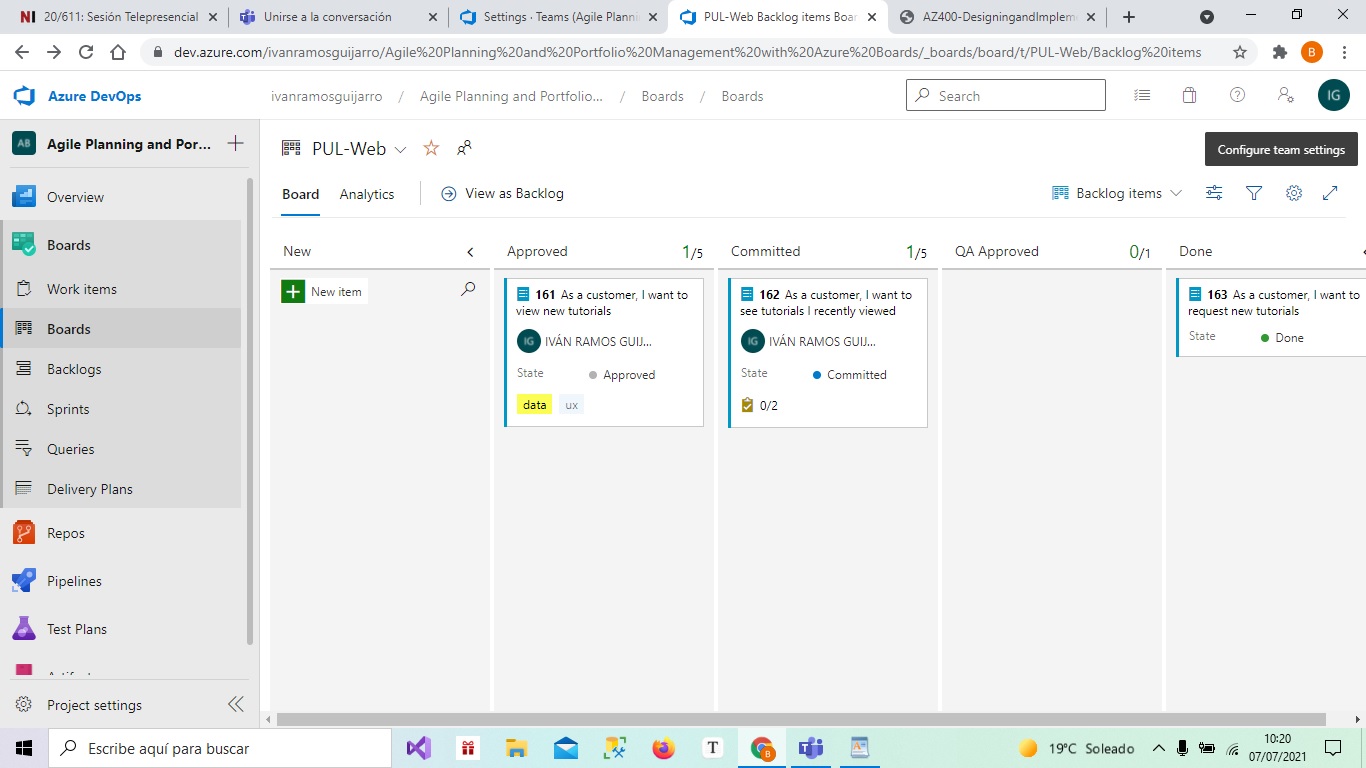 20/611: Sesión Telepresencial
Unirse a la conversación
Settings · Teams (Agile Planni
PUL-Web Backlog items Boar
AZ400-DesigningandImpleme
dev.azure.com/ivanramosguijarro/Agile%20Planning%20and%20Portfolio%20Management%20with%20Azure%20Boards/_boards/board/t/PUL-Web/Backlog%20items
B
Azure DevOps
ivanramosguijarro / Agile Planning and Portfolio... / Boards / Boards
Search
IG
AB Agile Planning and Por...
PUL-Web
Configure team settings
Overview
Board Analytics View as Backlog
Backlog items
Boards
New
Approved 1/5
Committed 1/5
QA Approved 0/1
Done
Work items
New item
161 As a customer, I want to
view new tutorials
IG IVÁN RAMOS GUIJ...
State Approved
data ux
162 As a customer, I want to
see tutorials I recently viewed
IG IVÁN RAMOS GUIJ...
State Committed
0/2
163 As a customer, I want to
request new tutorials
State Done
Boards
Backlogs
Sprints
Queries
Delivery Plans
Repos
Pipelines
Test Plans
Project settings
Escribe aquí para buscar
T
B
19°C Soleado
10:20
07/07/2021